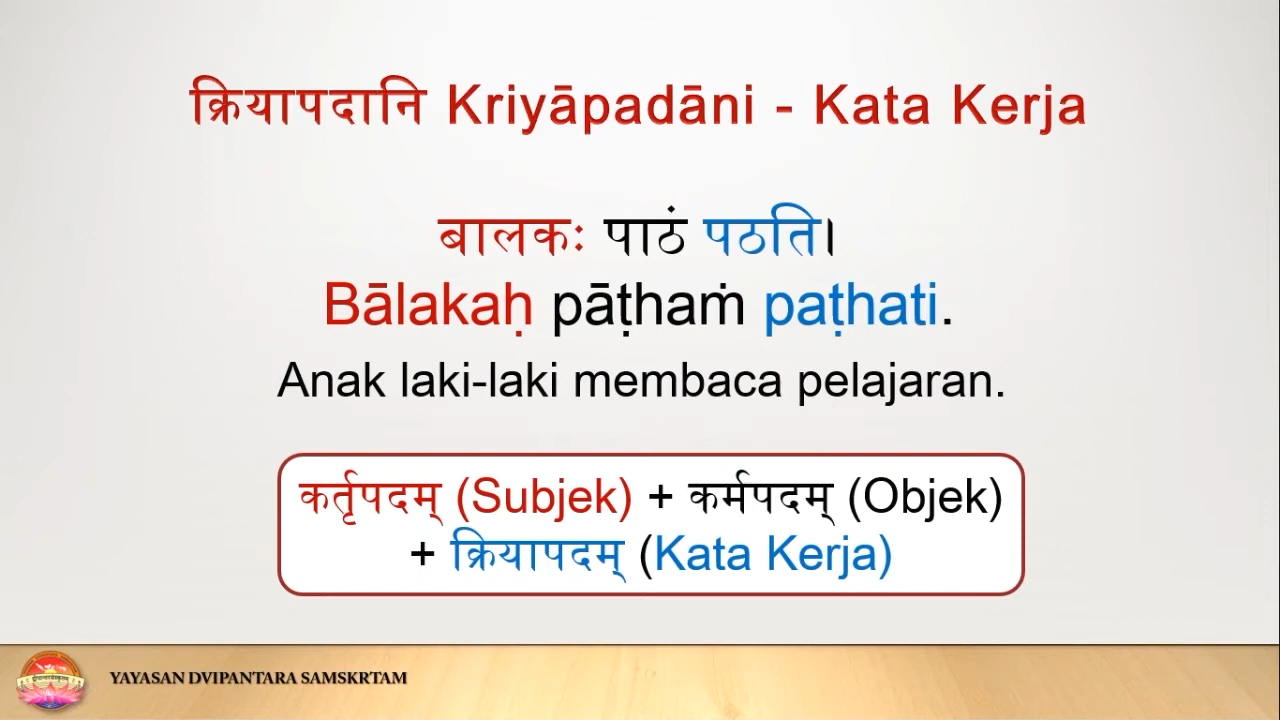 क्रियापदानि Kriyāpadāni - Kata Kerja
बालकः पाठं पठति।
Bālakaḥ pāṭhaṁ paṭhati.
Anak laki-laki membaca pelajaran.
कर्तृपदम् (Subjek) + कर्मपदम् (Objek)
+ क्रियापदम् (Kata Kerja)
YAYASAN DVIPANTARA SAMSKRTAM